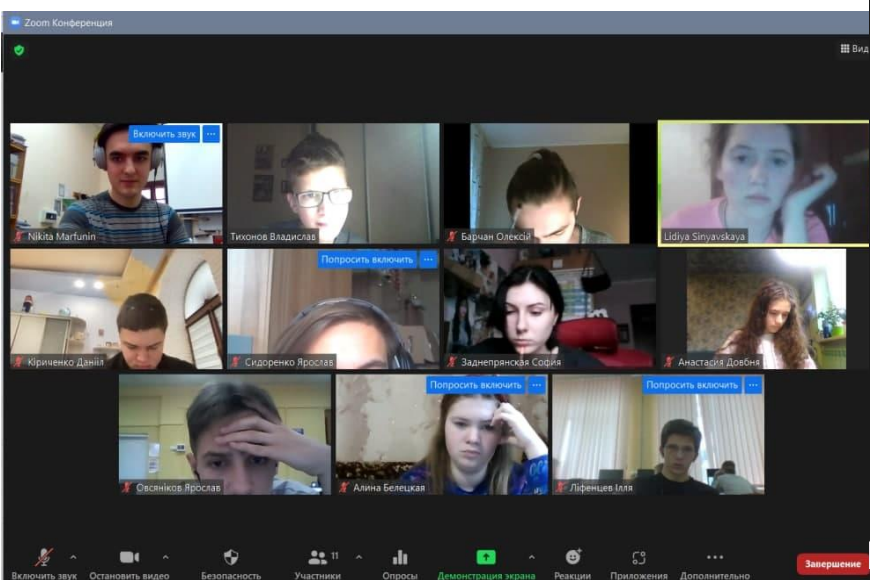 Zoom Конференция
Вид
Включить звук ...
Nikita Marfunin
Тихонов Владислав
Барчан Олексій
Lidiya Sinyavskaya
Кіриченко Данііл
Попросить включить ...
Сидоренко Ярослав
Заднепрянская София
Анастасия Довбня
Овсяніков Ярослав
Попросить включить ...
Алина Белецкая
Попросить включить ...
Ліфенцев Ілля
Включить звук
Остановить видео
Безопасность
11
Участники
Опросы
Демонстрация экрана
Реакции
Приложения
Дополнительно
Завершение